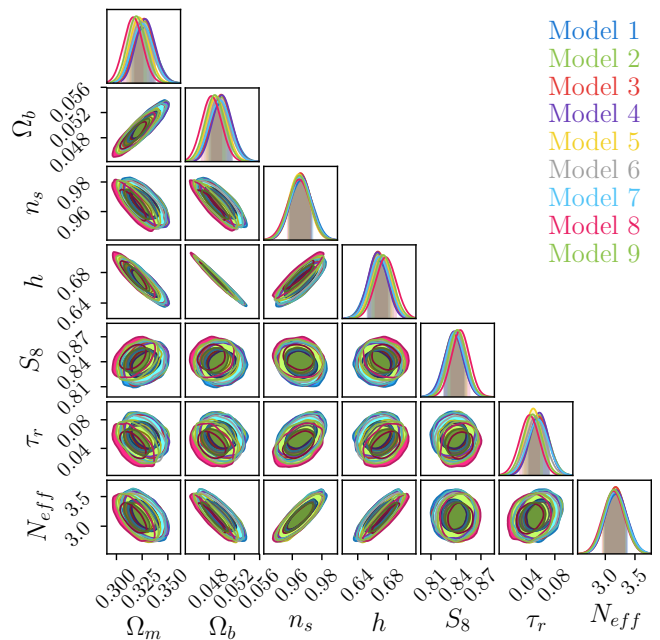 Model 1
Model 2
Model 3
Model 4
Model 5
Model 6
Model 7
Model 8
Model 9
Ω_b
0.056
0.052
0.048
n_s
0.98
0.96
h
0.68
0.64
S_8
0.87
0.84
0.81
τ_r
0.08
0.04
N_{eff}
3.5
3.0
0.300 0.325 0.350 0.048 0.052 0.056 0.96 0.98 0.64 0.68 0.81 0.84 0.87 0.04 0.08 3.0 3.5
Ω_m Ω_b n_s h S_8 τ_r N_{eff}